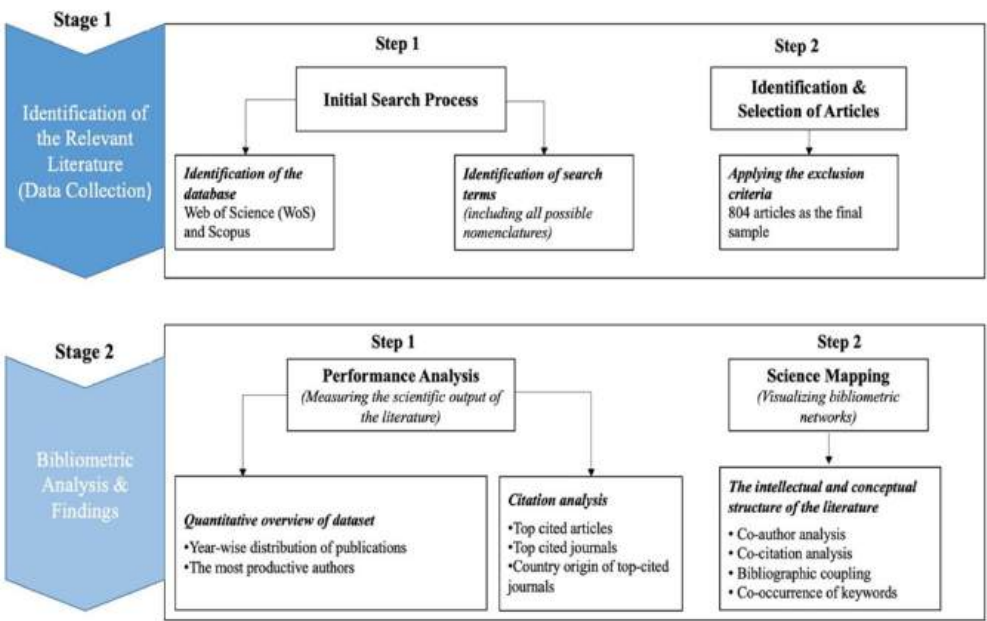 Stage 1
Identification of
the Relevant
Literature
(Data Collection)
Step 1
Initial Search Process
Identification of the
database
Web of Science (WoS)
and Scopus
Identification of search
terms
(including all possible
nomenclatures)
Step 2
Identification &
Selection of Articles
Applying the exclusion
criteria
804 articles as the final
sample
Stage 2
Bibliometric
Analysis &
Findings
Step 1
Performance Analysis
(Measuring the scientific output of
the literature)
Quantitative overview of dataset
•Year-wise distribution of publications
•The most productive authors
Citation analysis
•Top cited articles
•Top cited journals
•Country origin of top-cited
journals
Step 2
Science Mapping
(Visualizing bibliometric
networks)
The intellectual and conceptual
structure of the literature
• Co-author analysis
• Co-citation analysis
• Bibliographic coupling
• Co-occurrence of keywords